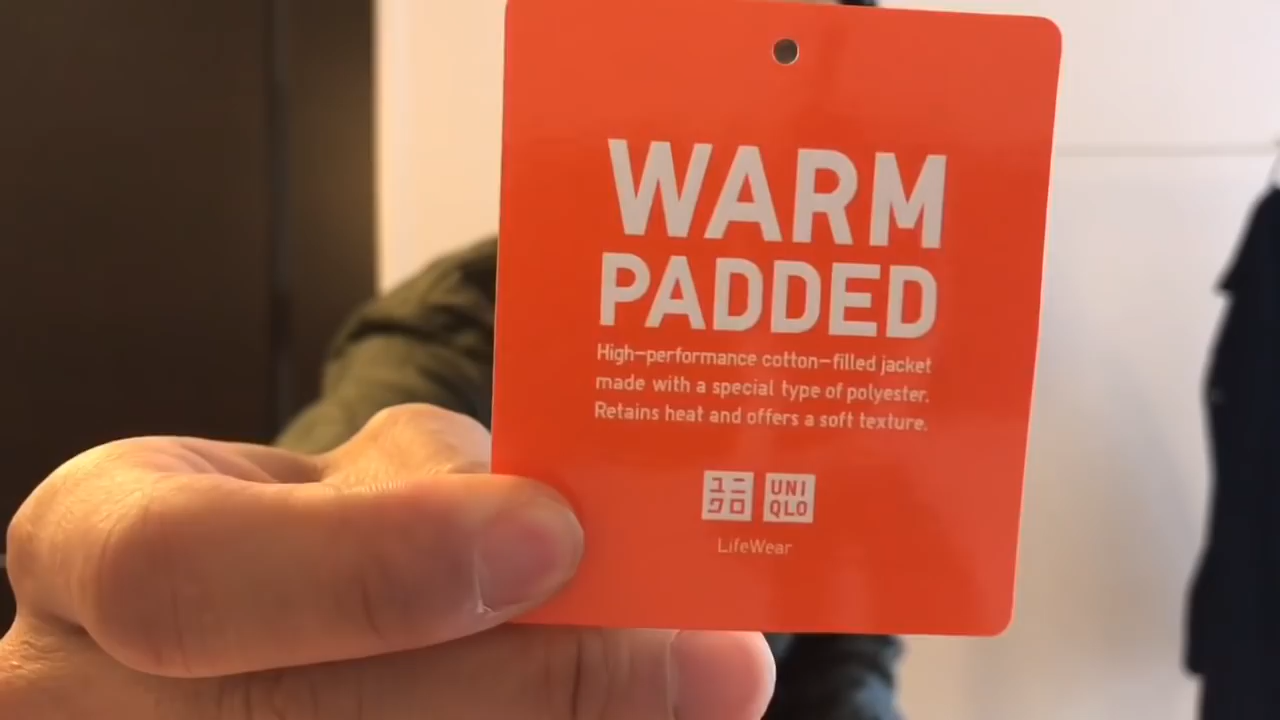 WARM
PADDED
High-performance cotton-filled jacket
made with a special type of polyester.
Retains heat and offers a soft texture.
ユニ UNI
クロ QLO
LifeWear